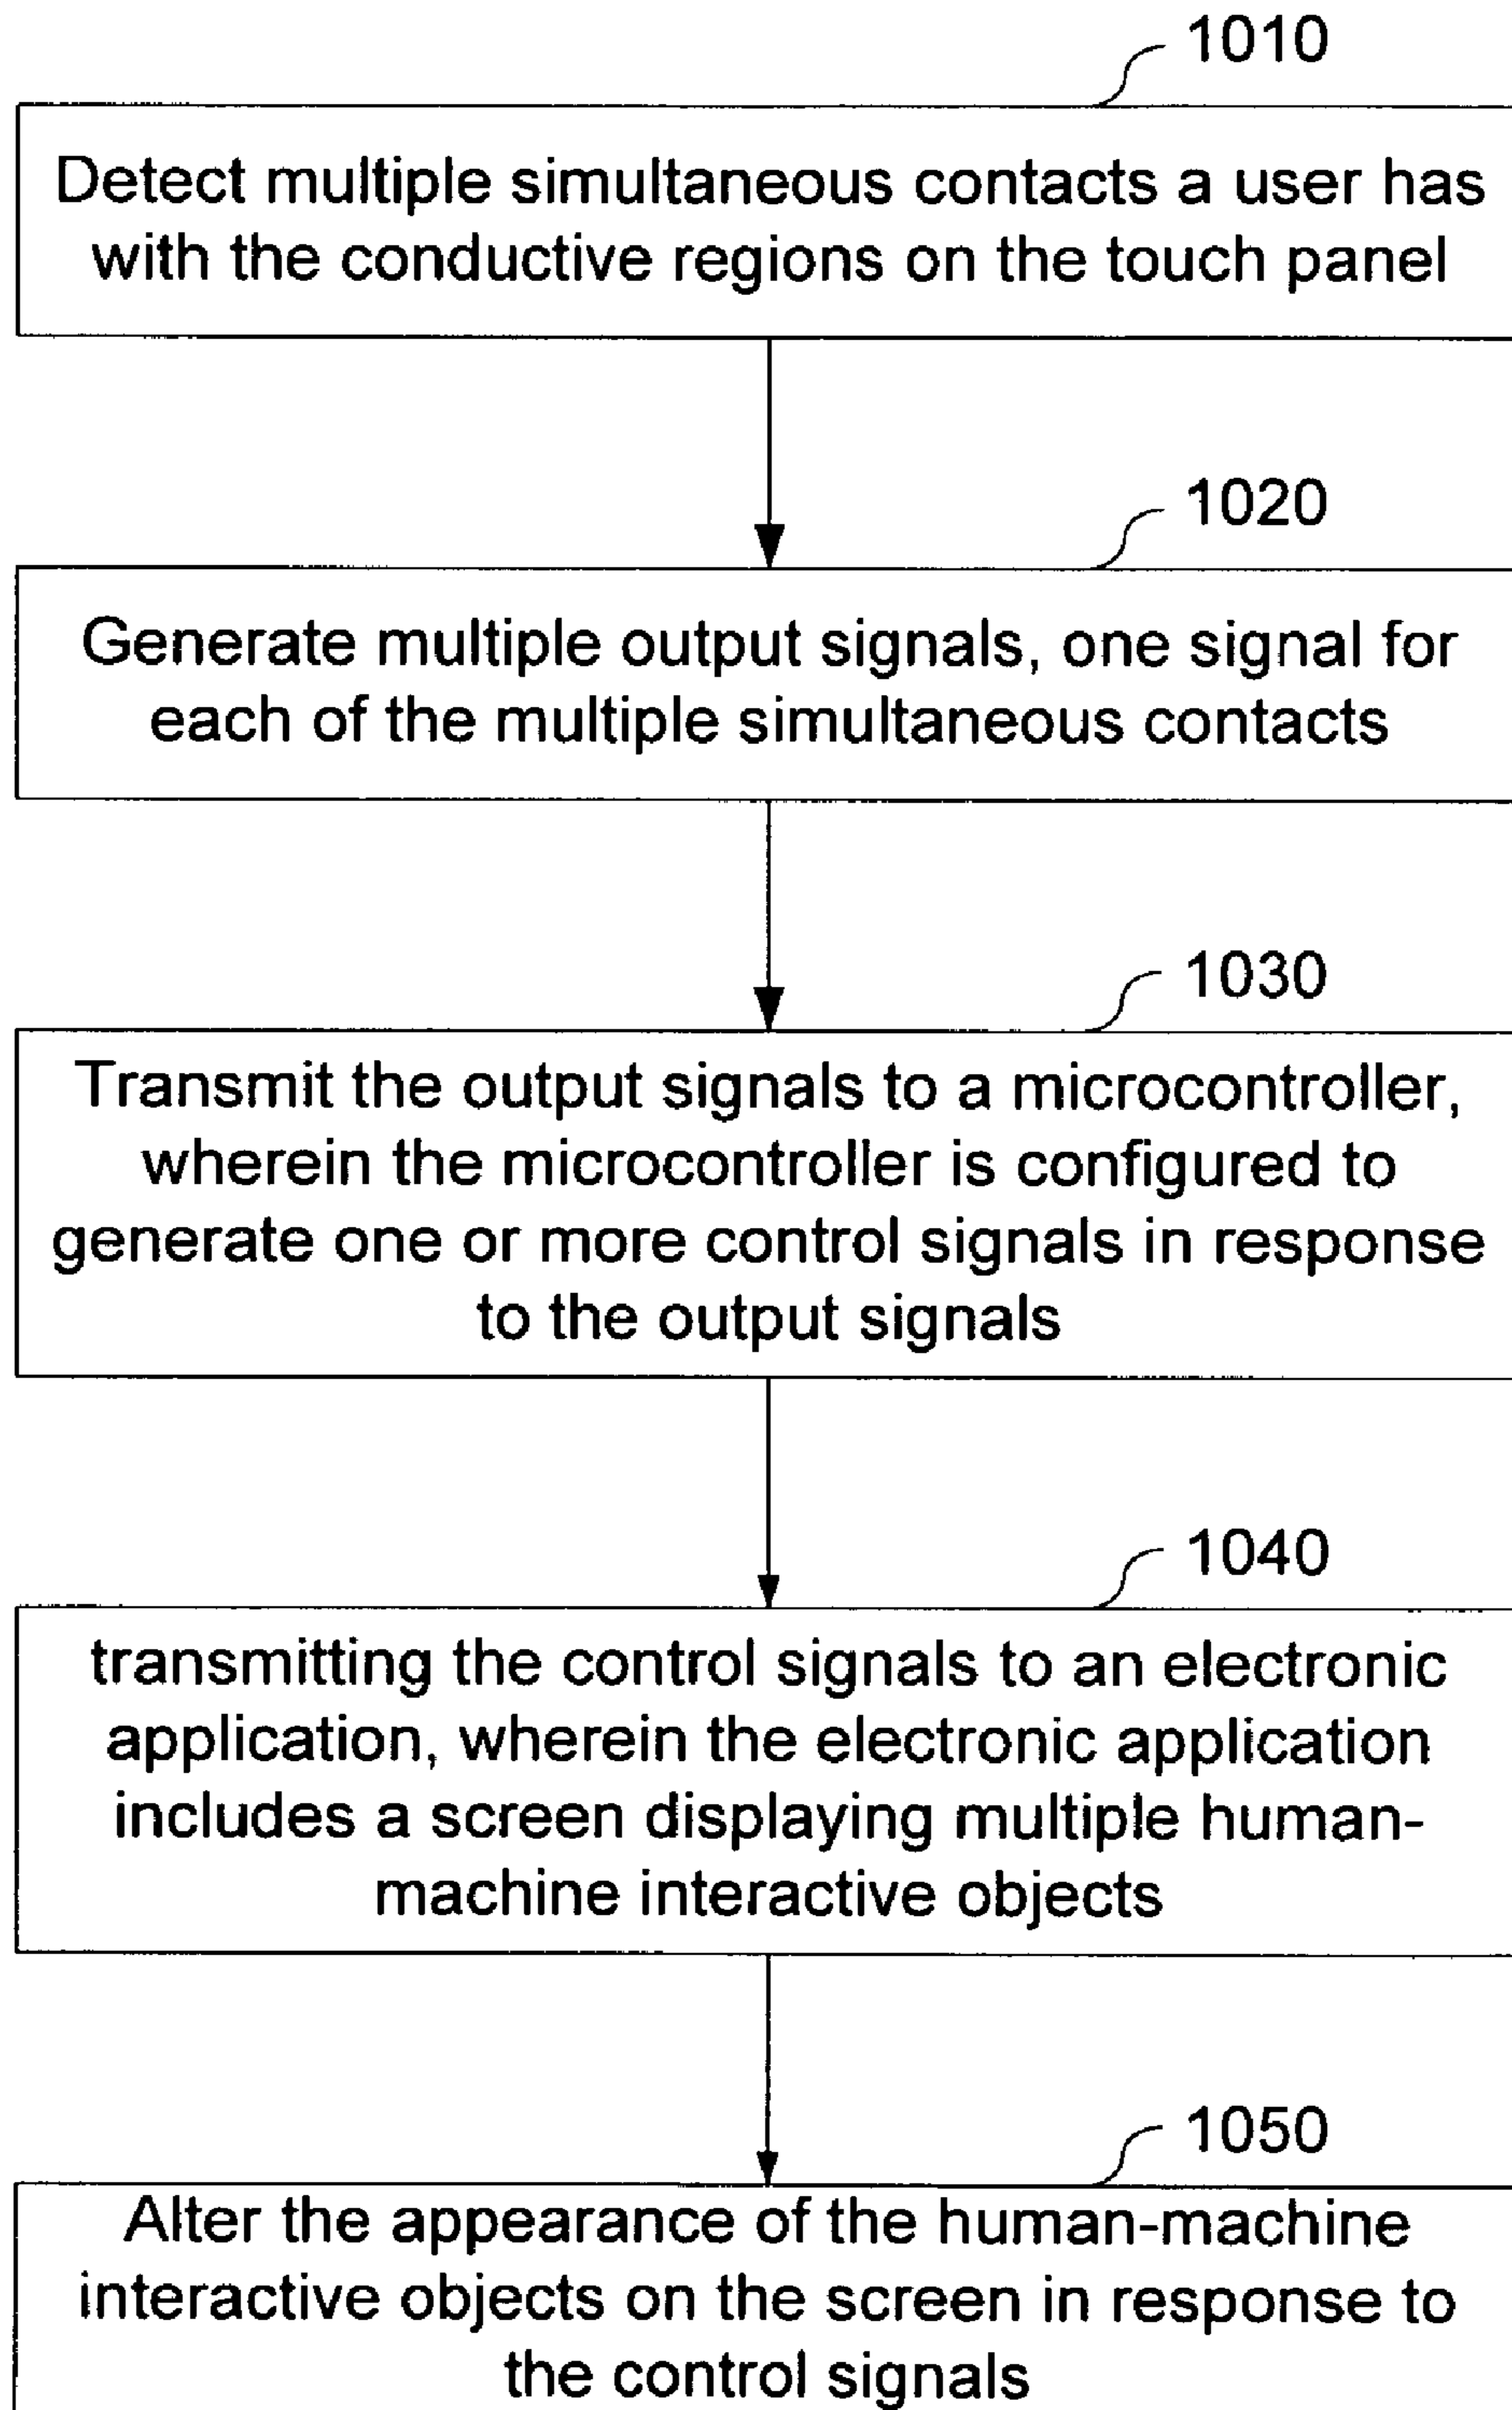 1010
Detect multiple simultaneous contacts a user has
with the conductive regions on the touch panel
1020
Generate multiple output signals, one signal for
each of the multiple simultaneous contacts
1030
Transmit the output signals to a microcontroller,
wherein the microcontroller is configured to
generate one or more control signals in response
to the output signals
1040
transmitting the control signals to an electronic
application, wherein the electronic application
includes a screen displaying multiple human-
machine interactive objects
1050
Alter the appearance of the human-machine
interactive objects on the screen in response to
the control signals